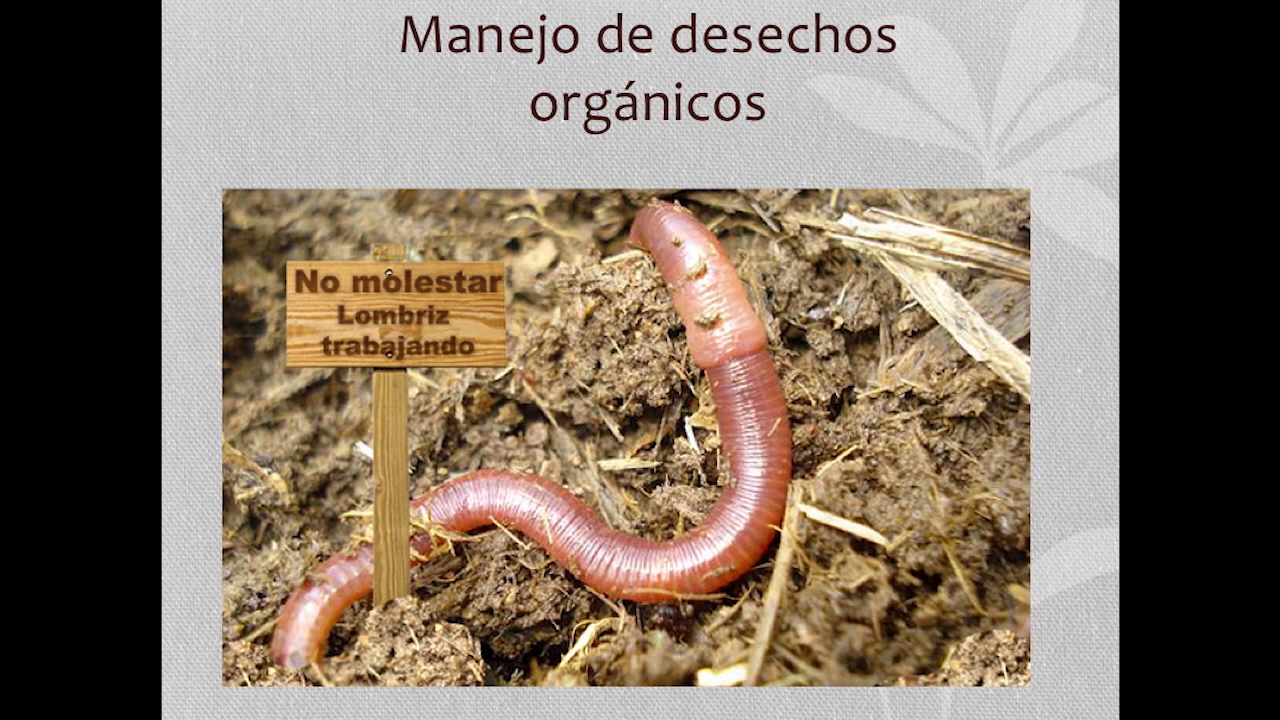 Manejo de desechos
orgánicos
No molestar
Lombriz
trabajando